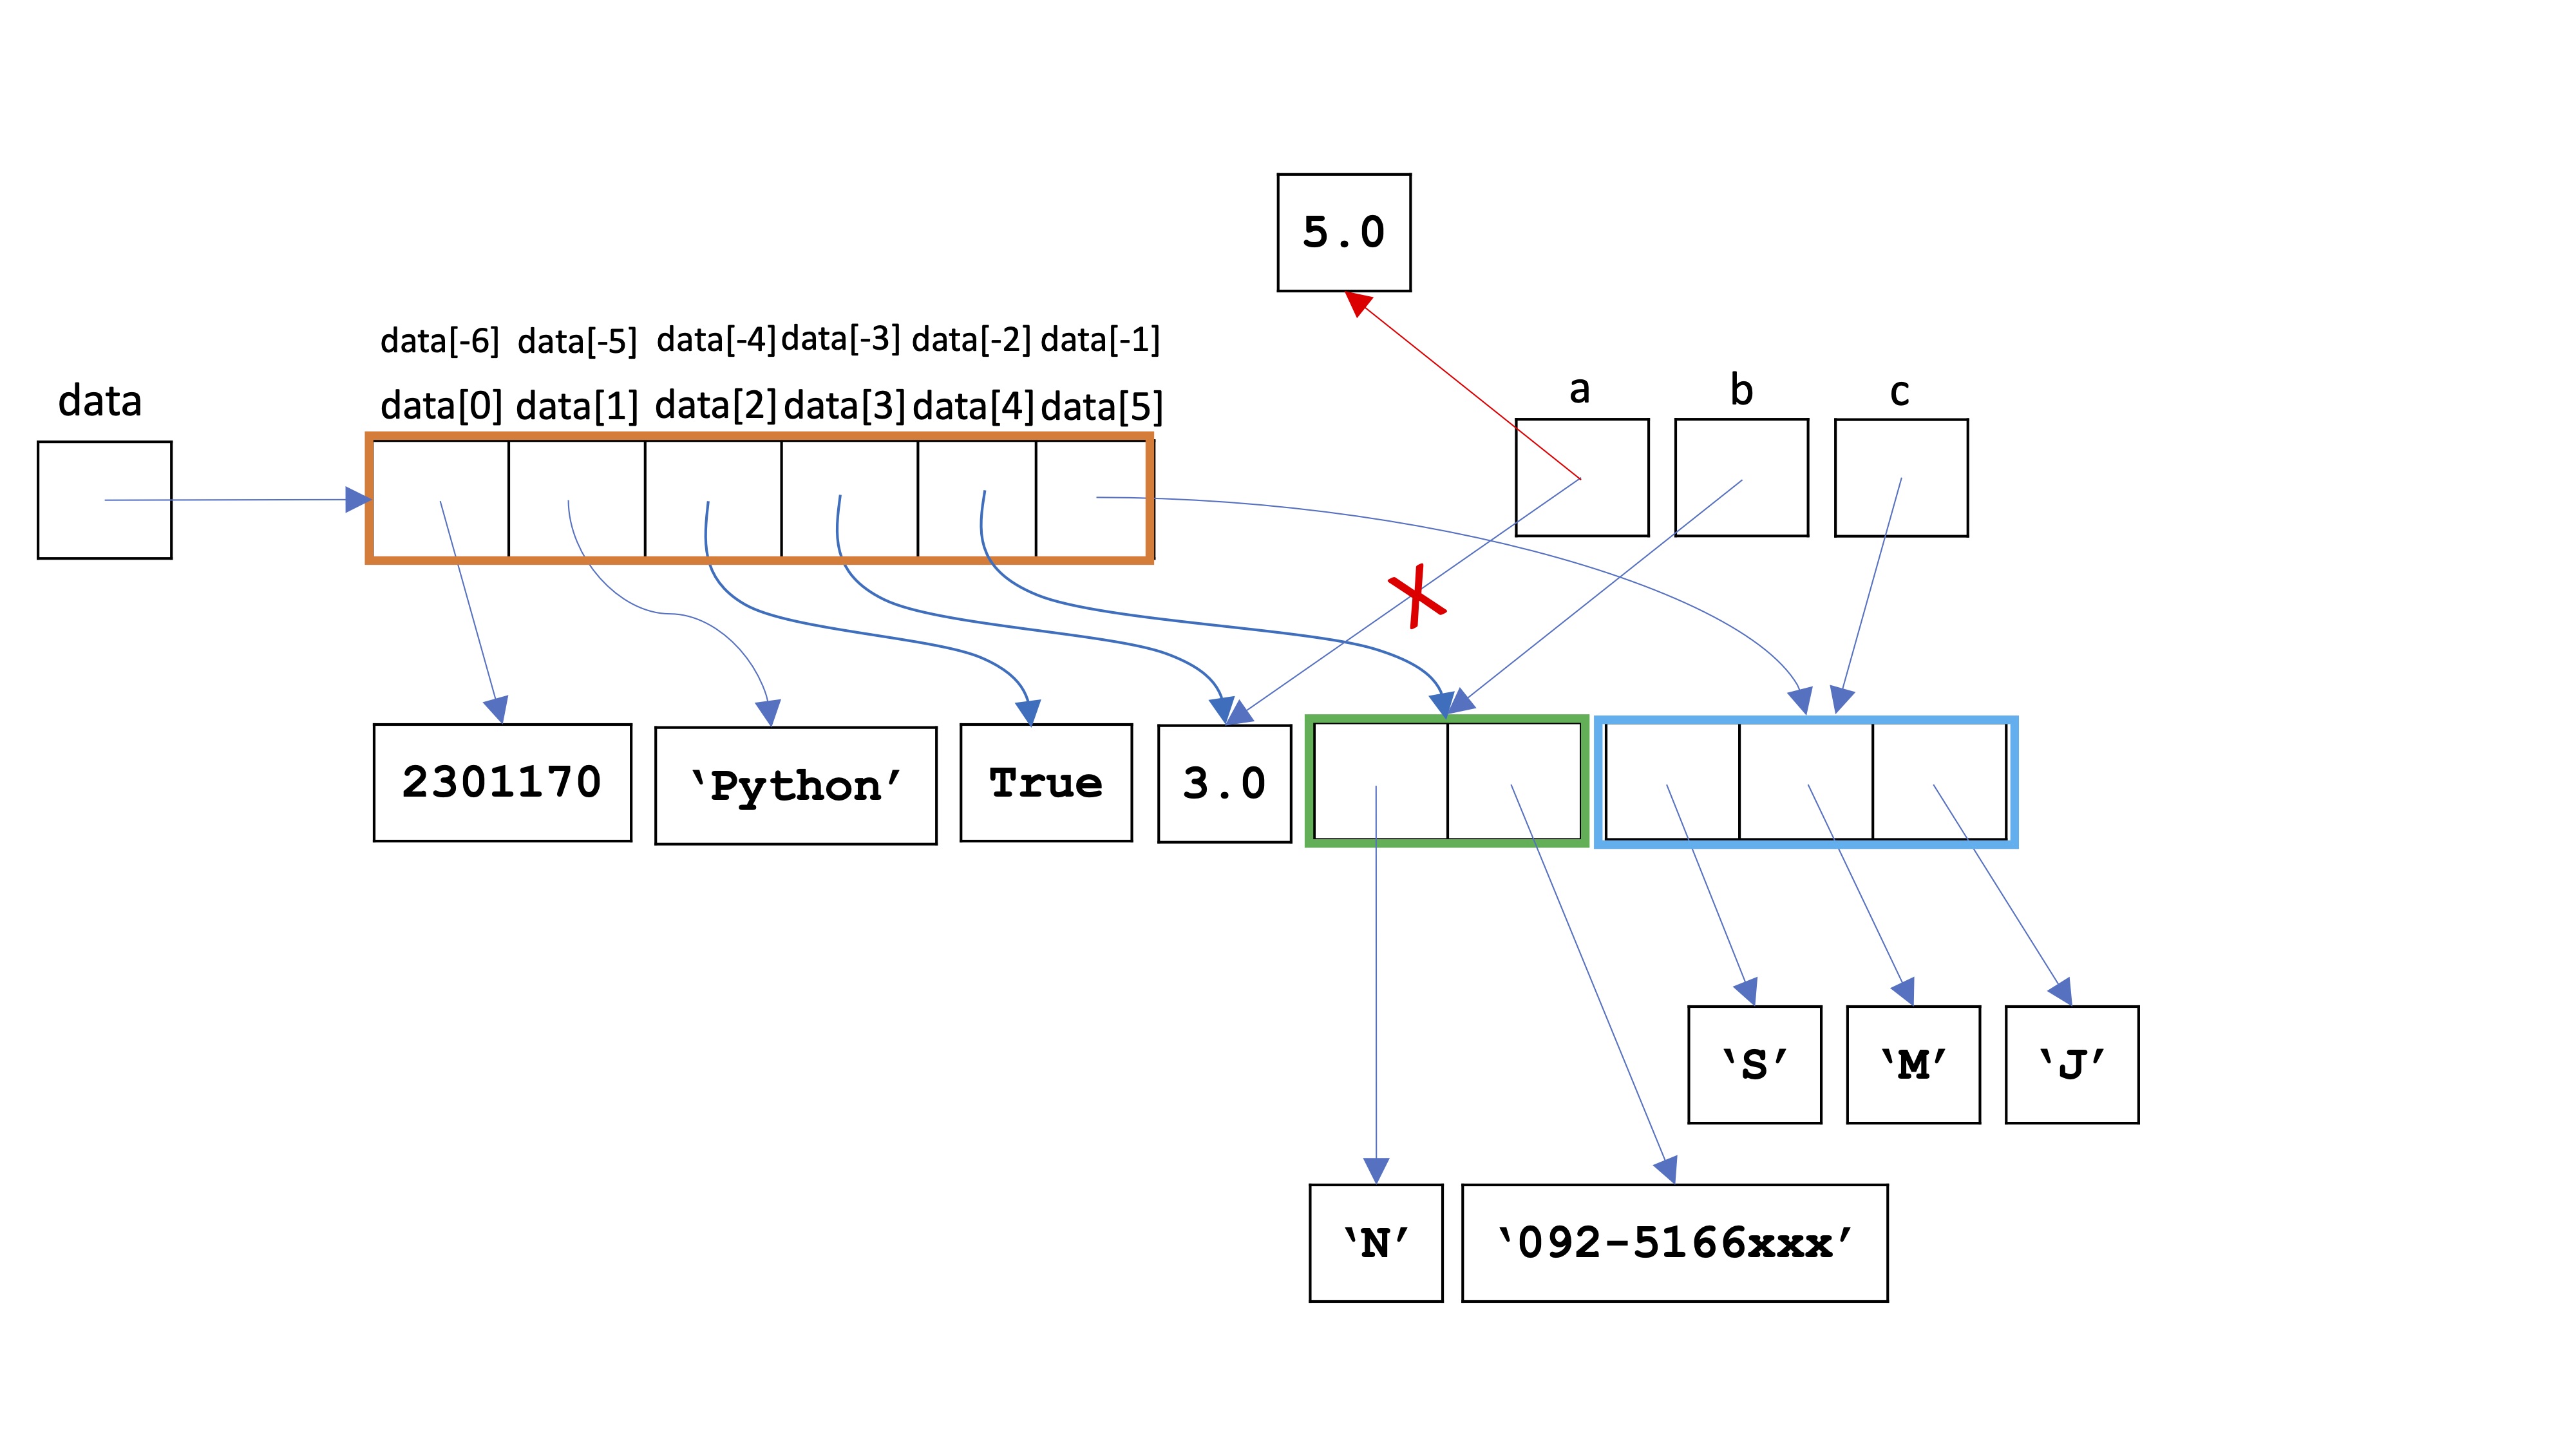 5.0
data[-6] data[-5] data[-4] data[-3] data[-2] data[-1]
data
data[0] data[1] data[2] data[3] data[4] data[5]
a b c
2301170 ‘Python’ True 3.0
‘S’ ‘M’ ‘J’
‘N’ ‘092-5166xxx’